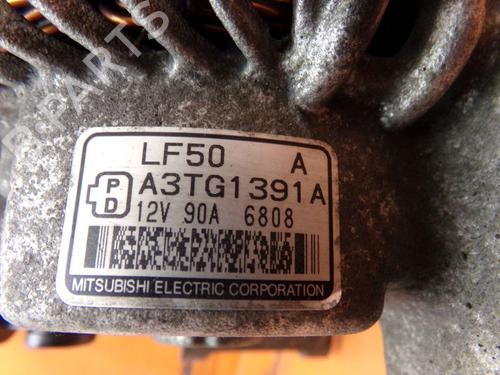 LF50 A
P
D
A3TG1391A
12V 90A 6808
MITSUBISHI ELECTRIC CORPORATION